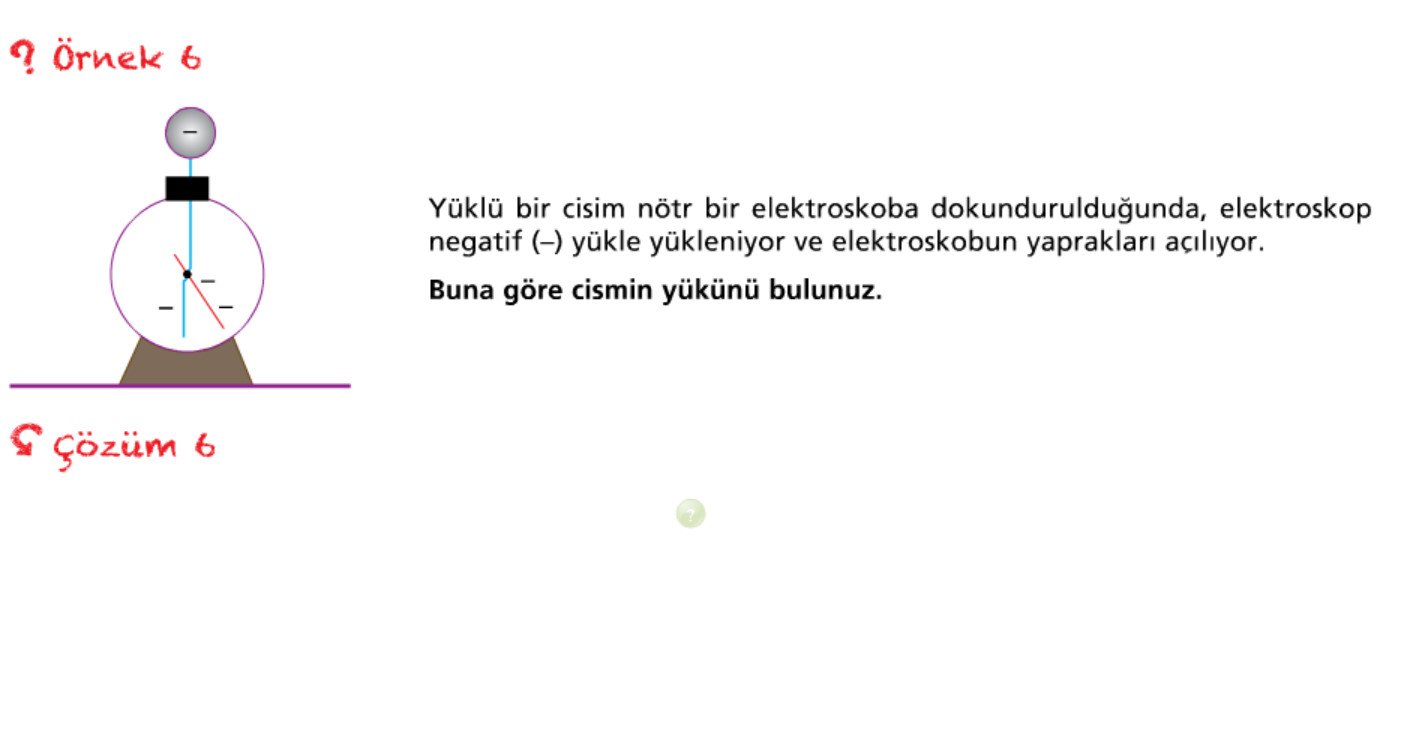 ? Örnek 6
–
Yüklü bir cisim nötr bir elektroskoba dokundurulduğunda, elektroskop
negatif (–) yükle yükleniyor ve elektroskobun yaprakları açılıyor.
–
– –
Buna göre cismin yükünü bulunuz.
Çözüm 6
?